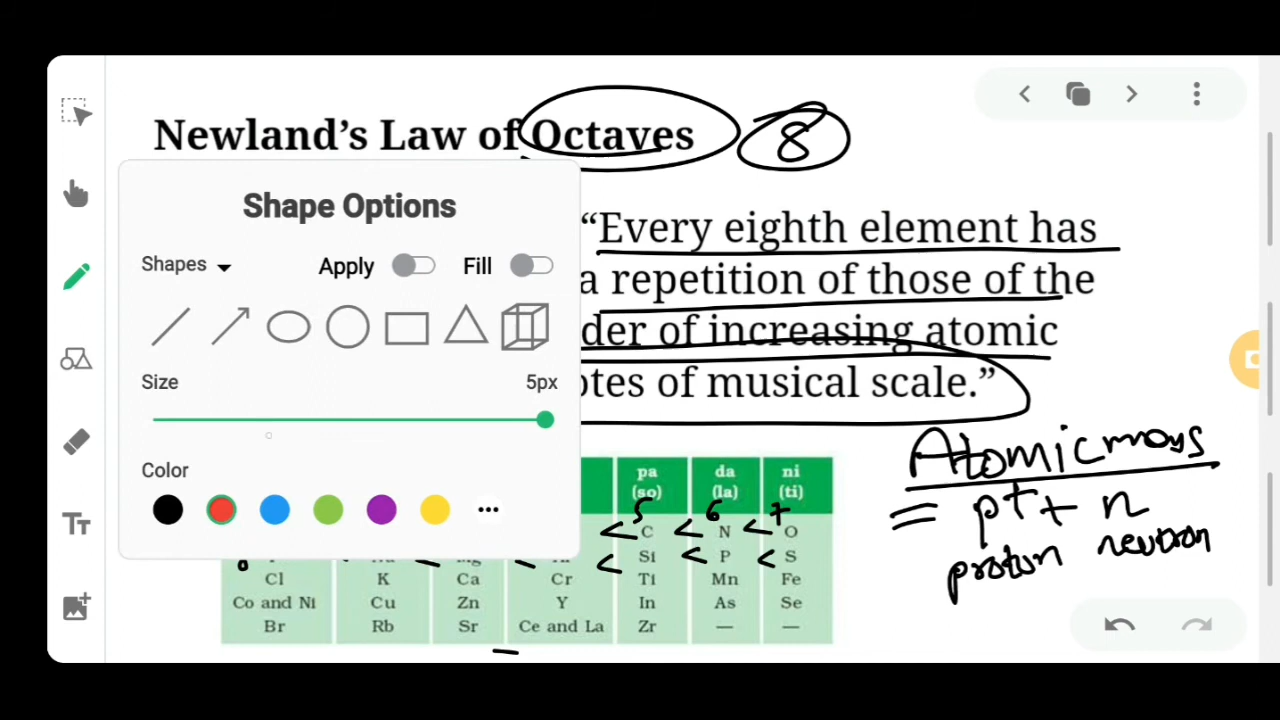 Newland's Law of Octaves
8
Shape Options
Shapes Apply Fill
Size 5px
Color
"Every eighth element has
a repetition of those of the
der of increasing atomic
otes of musical scale."
Atomic mass
= p+ + n
proton neutron
pa da ni
(so) (la) (ti)
5 6 7
< C < N < O
< Si < P < S
Cl K Ca Cr Ti Mn Fe
Co and Ni Cu Zn Y In As Se
Br Rb Sr Ce and La Zr — —